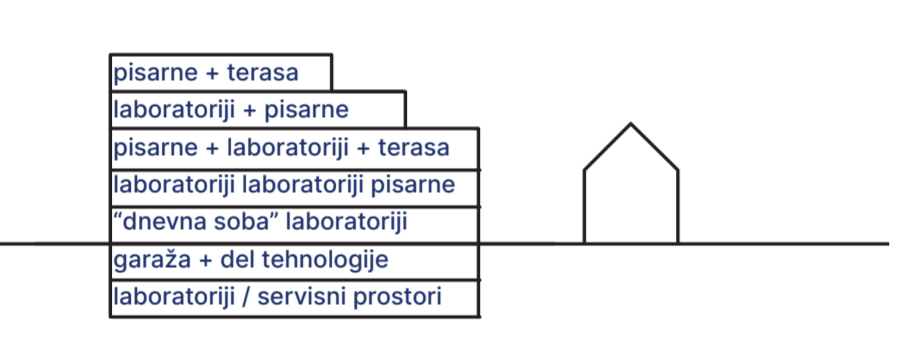 pisarne + terasa
laboratoriji + pisarne
pisarne + laboratoriji + terasa
laboratoriji laboratoriji pisarne
“dnevna soba” laboratoriji
garaža + del tehnologije
laboratoriji / servisni prostori